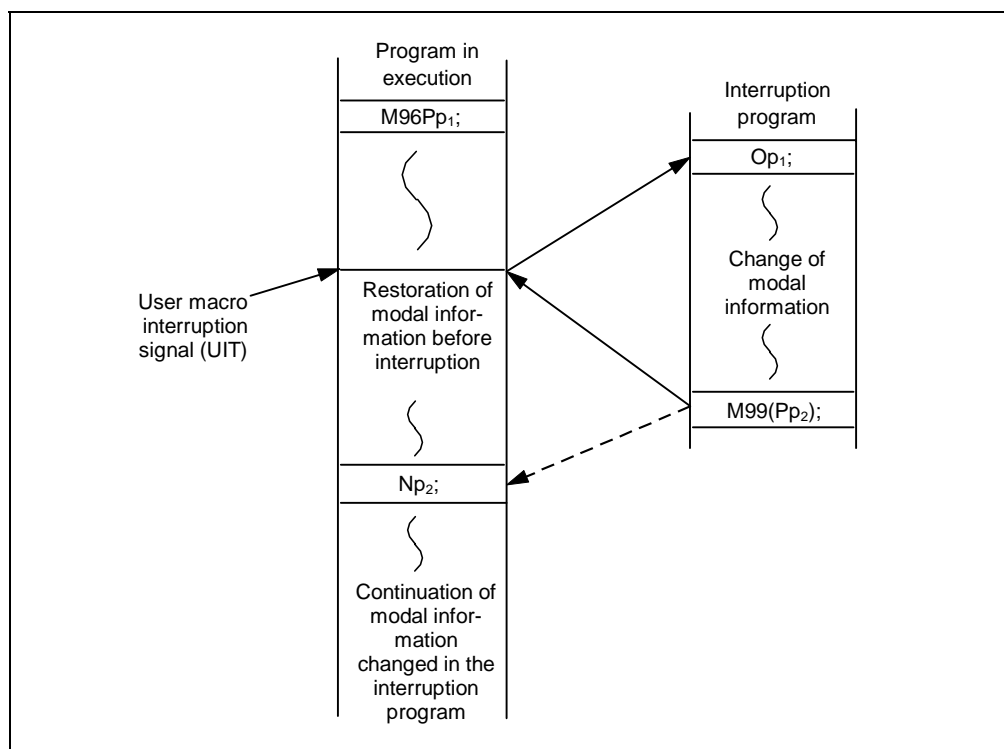 Program in
execution
M96Pp₁;
User macro
interruption
signal (UIT)
Restoration of
modal infor-
mation before
interruption
Np₂;
Continuation of
modal infor-
mation
changed in the
interruption
program
Interruption
program
Op₁;
Change of
modal
information
M99(Pp₂);